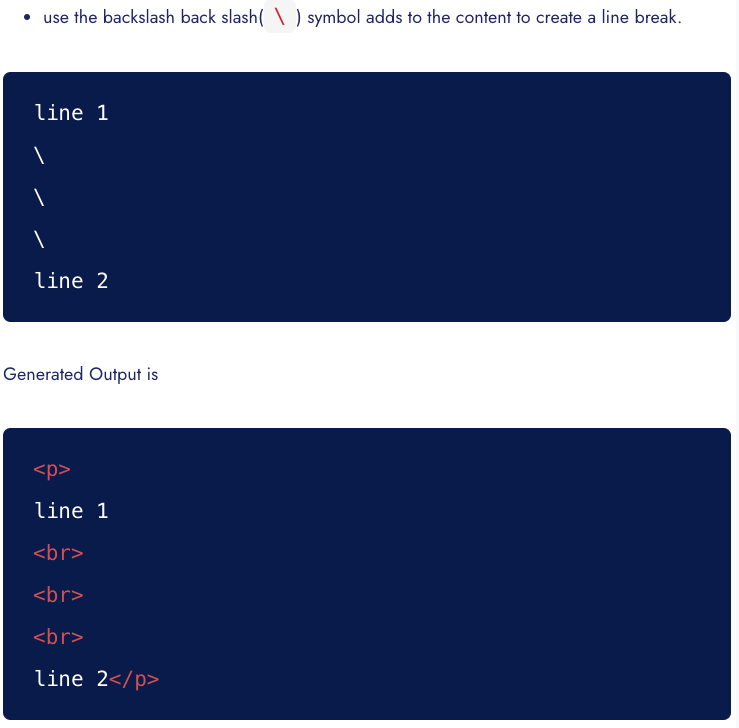 use the backslash back slash( \ ) symbol adds to the content to create a line break.
line 1
\
\
\
line 2
Generated Output is
<p>
line 1
<br>
<br>
<br>
line 2</p>